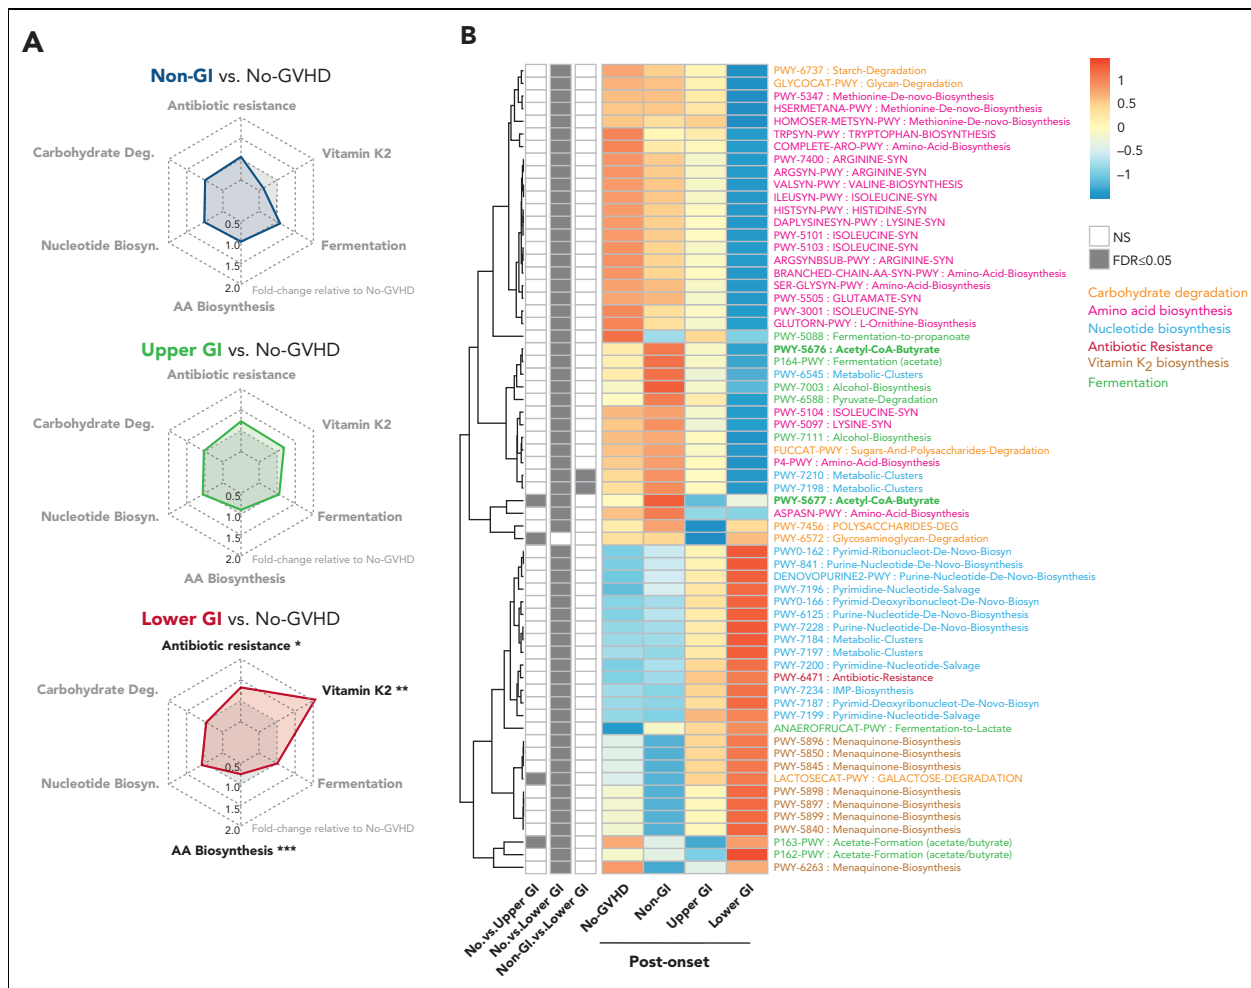 A
Non-GI vs. No-GVHD
Antibiotic resistance
Carbohydrate Deg.
Vitamin K2
0.5
Nucleotide Biosyn.
1.0
Fermentation
1.5
2.0
Fold-change relative to No-GVHD
AA Biosynthesis
Upper GI vs. No-GVHD
Antibiotic resistance
Carbohydrate Deg.
Vitamin K2
0.5
Nucleotide Biosyn.
1.0
Fermentation
1.5
2.0
Fold-change relative to No-GVHD
AA Biosynthesis
Lower GI vs. No-GVHD
Antibiotic resistance *
Carbohydrate Deg.
Vitamin K2 **
0.5
Nucleotide Biosyn.
1.0
Fermentation
1.5
2.0
Fold-change relative to No-GVHD
AA Biosynthesis ***
B
PWY-6737 : Starch-Degradation
GLYCOCAT-PWY : Glycan-Degradation
PWY-5347 : Methionine-De-novo-Biosynthesis
HSERMETANA-PWY : Methionine-De-novo-Biosynthesis
HOMOSER-METSYN-PWY : Methionine-De-novo-Biosynthesis
TRPSYN-PWY : TRYPTOPHAN-BIOSYNTHESIS
COMPLETE-ARO-PWY : Amino-Acid-Biosynthesis
PWY-7400 : ARGININE-SYN
ARGSYN-PWY : ARGININE-SYN
VALSYN-PWY : VALINE-BIOSYNTHESIS
ILEUSYN-PWY : ISOLEUCINE-SYN
HISTSYN-PWY : HISTIDINE-SYN
DAPLYSINESYN-PWY : LYSINE-SYN
PWY-5101 : ISOLEUCINE-SYN
PWY-5103 : ISOLEUCINE-SYN
ARGSYNBSUB-PWY : ARGININE-SYN
BRANCHED-CHAIN-AA-SYN-PWY : Amino-Acid-Biosynthesis
SER-GLYSYN-PWY : Amino-Acid-Biosynthesis
PWY-5505 : GLUTAMATE-SYN
PWY-3001 : ISOLEUCINE-SYN
GLUTORN-PWY : L-Ornithine-Biosynthesis
PWY-5088 : Fermentation-to-propanoate
PWY-5676 : Acetyl-CoA-Butyrate
P164-PWY : Fermentation (acetate)
PWY-6545 : Metabolic-Clusters
PWY-7003 : Alcohol-Biosynthesis
PWY-6588 : Pyruvate-Degradation
PWY-5104 : ISOLEUCINE-SYN
PWY-5097 : LYSINE-SYN
PWY-7111 : Alcohol-Biosynthesis
FUCCAT-PWY : Sugars-And-Polysaccharides-Degradation
P4-PWY : Amino-Acid-Biosynthesis
PWY-7210 : Metabolic-Clusters
PWY-7198 : Metabolic-Clusters
PWY-5677 : Acetyl-CoA-Butyrate
ASPASN-PWY : Amino-Acid-Biosynthesis
PWY-7456 : POLYSACCHARIDES-DEG
PWY-6572 : Glycosaminoglycan-Degradation
PWY0-162 : Pyrimid-Ribonucleot-De-Novo-Biosyn
PWY-841 : Purine-Nucleotide-De-Novo-Biosynthesis
DENOVOPURINE2-PWY : Purine-Nucleotide-De-Novo-Biosynthesis
PWY-7196 : Pyrimidine-Nucleotide-Salvage
PWY0-166 : Pyrimid-Deoxyribonucleot-De-Novo-Biosyn
PWY-6125 : Purine-Nucleotide-De-Novo-Biosynthesis
PWY-7228 : Purine-Nucleotide-De-Novo-Biosynthesis
PWY-7184 : Metabolic-Clusters
PWY-7197 : Metabolic-Clusters
PWY-7200 : Pyrimidine-Nucleotide-Salvage
PWY-6471 : Antibiotic-Resistance
PWY-7234 : IMP-Biosynthesis
PWY-7187 : Pyrimid-Deoxyribonucleot-De-Novo-Biosyn
PWY-7199 : Pyrimidine-Nucleotide-Salvage
ANAEROFRUCAT-PWY : Fermentation-to-Lactate
PWY-5896 : Menaquinone-Biosynthesis
PWY-5850 : Menaquinone-Biosynthesis
PWY-5845 : Menaquinone-Biosynthesis
LACTOSECAT-PWY : GALACTOSE-DEGRADATION
PWY-5898 : Menaquinone-Biosynthesis
PWY-5897 : Menaquinone-Biosynthesis
PWY-5899 : Menaquinone-Biosynthesis
PWY-5840 : Menaquinone-Biosynthesis
P163-PWY : Acetate-Formation (acetate/butyrate)
P162-PWY : Acetate-Formation (acetate/butyrate)
PWY-6263 : Menaquinone-Biosynthesis
No.vs.Upper GI
No.vs.Lower GI
Non-GI.vs.Lower GI
No-GVHD
Non-GI
Upper GI
Lower GI
Post-onset
1
0.5
0
−0.5
−1
NS
FDR≤0.05
Carbohydrate degradation
Amino acid biosynthesis
Nucleotide biosynthesis
Antibiotic Resistance
Vitamin K2 biosynthesis
Fermentation